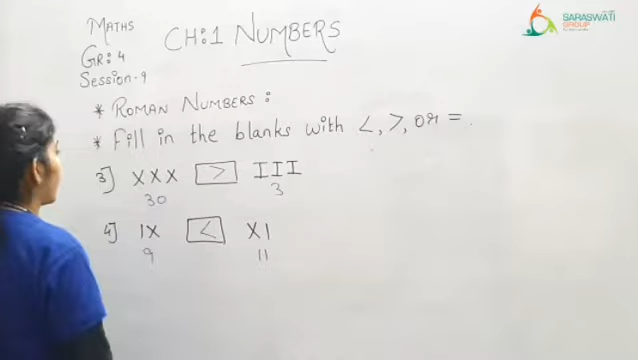 MATHS
GR: 4
Session-9
CH:1 NUMBERS
SARASWATI
GROUP
* ROMAN NUMBERS:
* Fill in the blanks with <, >, or =.
3] XXX > III
30 3
4] IX < XI
9 11